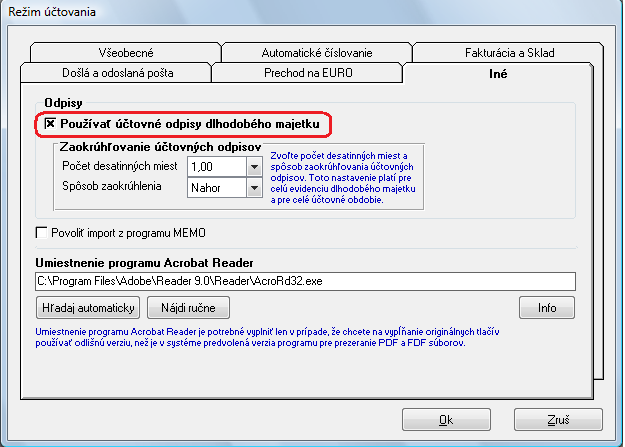 Režim účtovania
Všeobecné
Automatické číslovanie
Fakturácia a Sklad
Došlá a odoslaná pošta
Prechod na EURO
Iné
Odpisy
Používať účtovné odpisy dlhodobého majetku
Zaokrúhľovanie účtovných odpisov
Počet desatinných miest
1,00
Spôsob zaokrúhlenia
Nahor
Zvoľte počet desatinných miest a
spôsob zaokrúhľovania účtovných
odpisov. Toto nastavenie platí pre
celú evidenciu dlhodobého majetku
a pre celé účtovné obdobie.
Povoliť import z programu MEMO
Umiestnenie programu Acrobat Reader
C:\Program Files\Adobe\Reader 9.0\Reader\AcroRd32.exe
Hľadaj automaticky
Nájdi ručne
Info
Umiestnenie programu Acrobat Reader je potrebné vyplniť len v prípade, že chcete na vypĺňanie originálnych tlačív
používať odlišnú verziu, než je v systéme predvolená verzia programu pre prezeranie PDF a FDF súborov.
Ok
Zruš